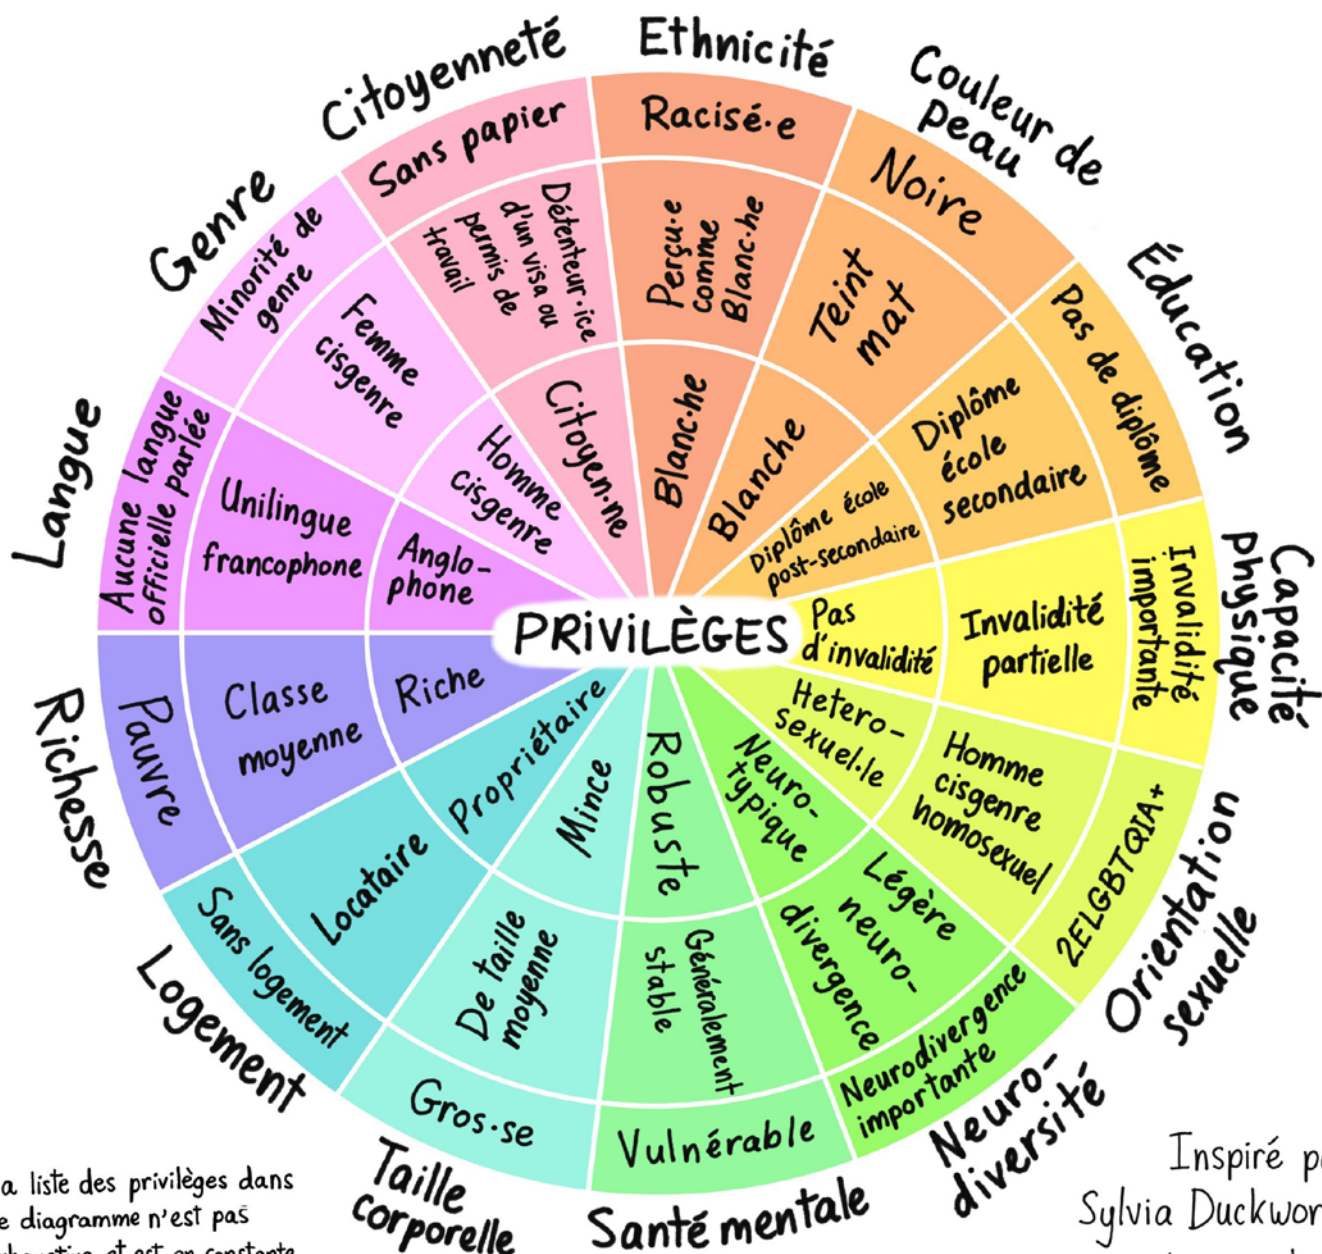 Ethnicité
Racisé·e
Perçu·e
comme
Blanc·he
Blanc·he
Couleur de
peau
Noire
Teint
mat
Blanche
Éducation
Pas de diplôme
Diplôme
école
secondaire
Diplôme école
post-secondaire
Capacité
physique
Invalidité
importante
Invalidité
partielle
Pas
d'invalidité
Orientation
sexuelle
2ELGBTQIA+
Homme
cisgenre
homosexuel
Hetero-
sexuel·le
Neuro-
diversité
Neurodivergence
importante
Légère
neuro-
divergence
Neuro-
typique
Santé mentale
Vulnérable
Généralement
stable
Robuste
Taille
corporelle
Gros·se
De taille
moyenne
Mince
Logement
Sans logement
Locataire
Propriétaire
Richesse
Pauvre
Classe
moyenne
Riche
Langue
Aucune langue
officielle parlée
Unilingue
francophone
Anglo-
phone
Genre
Minorité de
genre
Femme
cisgenre
Homme
cisgenre
Citoyenneté
Sans papier
Détenteur·ice
d'un visa ou
permis de
travail
Citoyen·ne
PRIVILÈGES
a liste des privilèges dans
e diagramme n'est pas
et est en constante
Inspiré p
Sylvia Duckwor